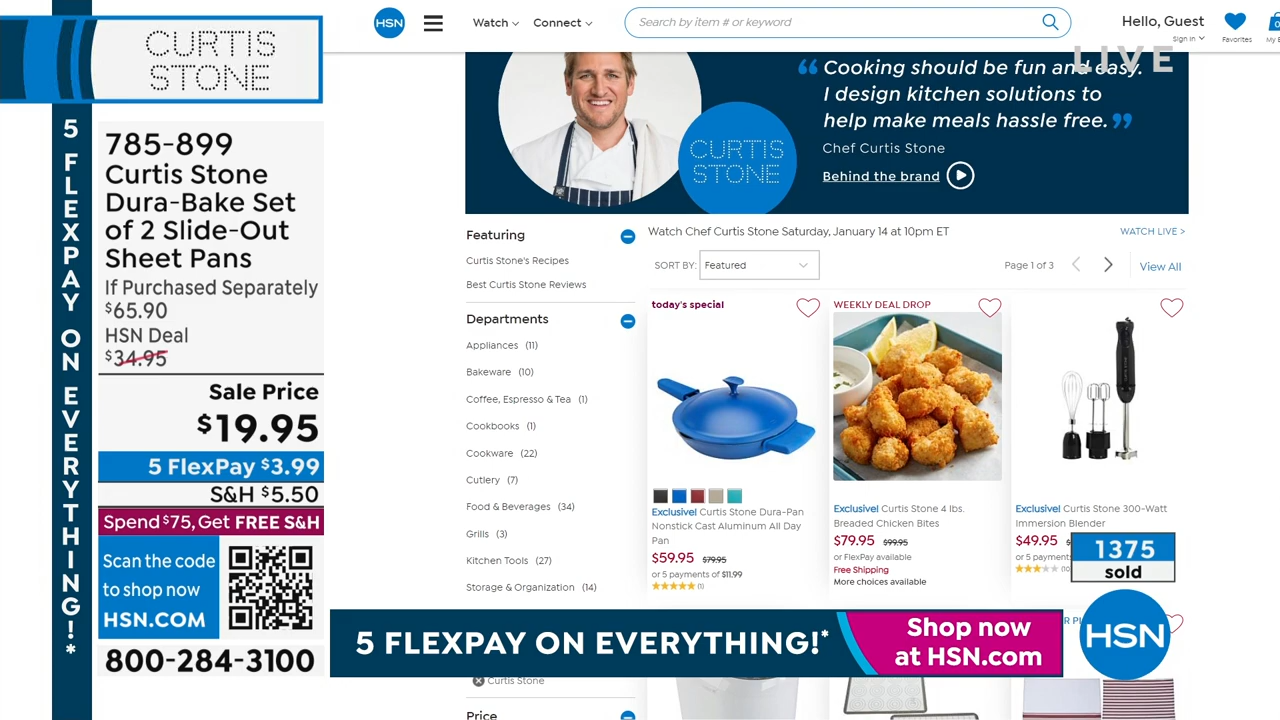 CURTIS
STONE
5 FLEXPAY ON EVERYTHING!*
785-899
Curtis Stone
Dura-Bake Set
of 2 Slide-Out
Sheet Pans
If Purchased Separately
$65.90
HSN Deal
$34.95
Sale Price
$19.95
5 FlexPay $3.99
S&H $5.50
Spend $75, Get FREE S&H
Scan the code
to shop now
HSN.COM
800-284-3100
HSN
Watch
Connect
Search by item # or keyword
Hello, Guest
Sign In
Favorites
0
LIVE
“ Cooking should be fun and easy.
I design kitchen solutions to
help make meals hassle free. ”
Chef Curtis Stone
Behind the brand
CURTIS
STONE
Featuring
Curtis Stone's Recipes
Best Curtis Stone Reviews
Departments
Appliances (11)
Bakeware (10)
Coffee, Espresso & Tea (1)
Cookbooks (1)
Cookware (22)
Cutlery (7)
Food & Beverages (34)
Grills (3)
Kitchen Tools (27)
Storage & Organization (14)
Curtis Stone
Price
Watch Chef Curtis Stone Saturday, January 14 at 10pm ET
WATCH LIVE >
SORT BY: Featured
Page 1 of 3
View All
today's special
Exclusive! Curtis Stone Dura-Pan
Nonstick Cast Aluminum All Day
Pan
$59.95 $79.95
or 5 payments of $11.99
(1)
WEEKLY DEAL DROP
Exclusive! Curtis Stone 4 lbs.
Breaded Chicken Bites
$79.95 $99.95
or FlexPay available
Free Shipping
More choices available
Exclusive! Curtis Stone 300-Watt
Immersion Blender
$49.95
or 5 payments
1375
sold
5 FLEXPAY ON EVERYTHING!*
Shop now
at HSN.com
HSN